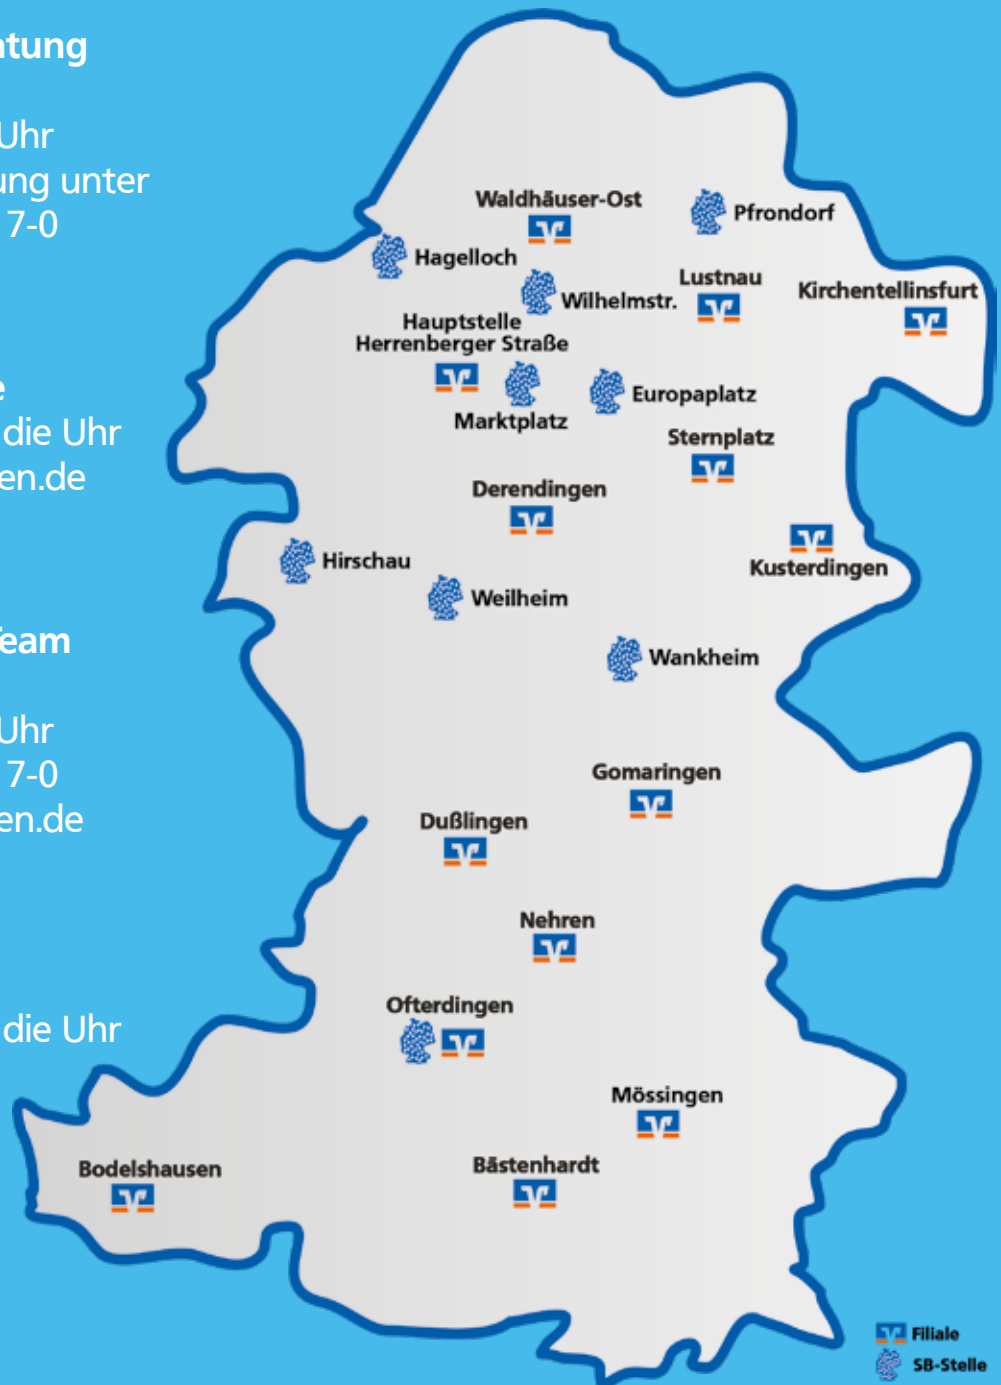 tung
Uhr
ung unter
7-0
e
die Uhr
en.de
Team
Uhr
7-0
en.de
die Uhr
Waldhäuser-Ost
Pfrondorf
Hagelloch
Lustnau
Wilhelmstr.
Kirchentellinsfurt
Hauptstelle
Herrenberger Straße
Marktplatz
Europaplatz
Sternplatz
Derendingen
Hirschau
Kusterdingen
Weilheim
Wankheim
Gomaringen
Dußlingen
Nehren
Ofterdingen
Mössingen
Bodelshausen
Bästenhardt
Filiale
SB-Stelle